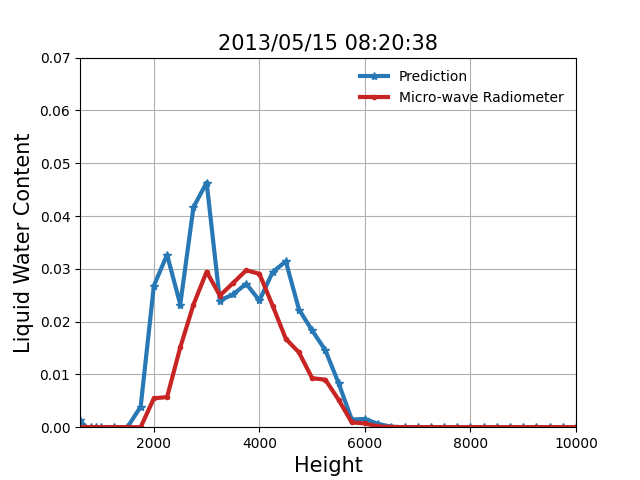 2013/05/15 08:20:38
Prediction
Micro-wave Radiometer
Liquid Water Content
0.07
0.06
0.05
0.04
0.03
0.02
0.01
0.00
2000 4000 6000 8000 10000
Height